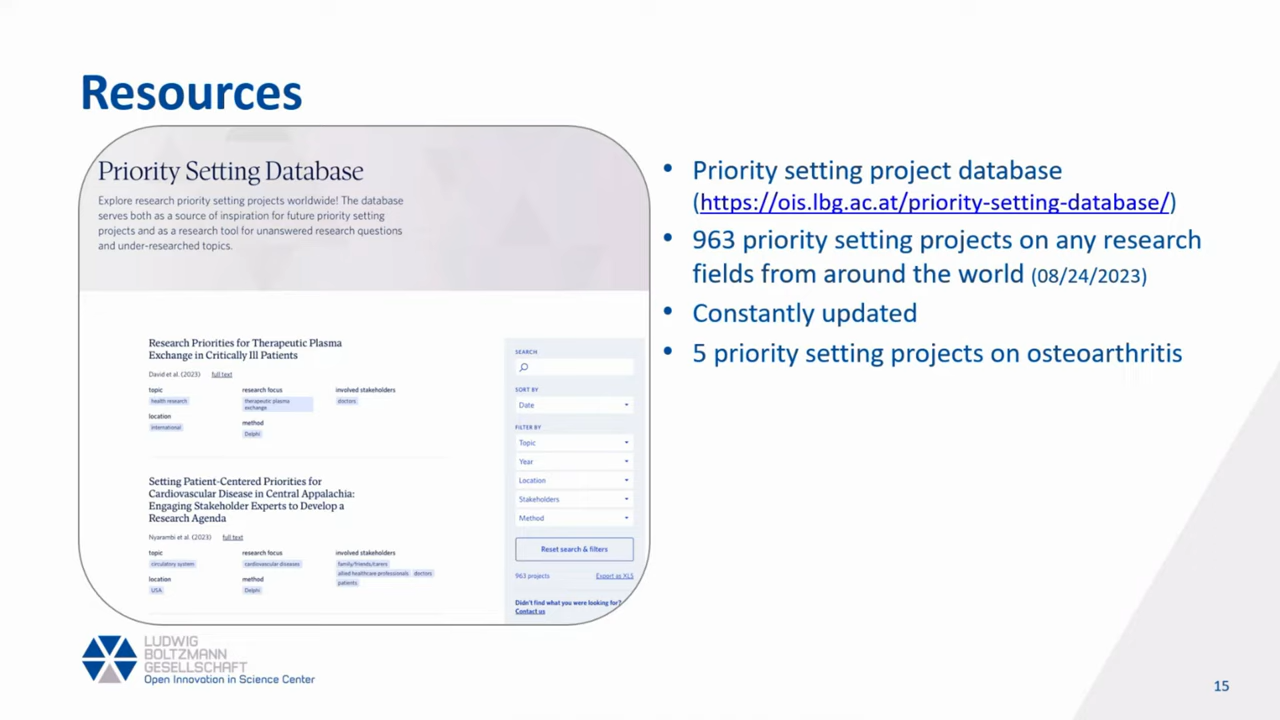 Resources
Priority Setting Database
Explore research priority setting projects worldwide! The database
serves both as a source of inspiration for future priority setting
projects and as a research tool for unanswered research questions
and under-researched topics.
Research Priorities for Therapeutic Plasma
Exchange in Critically Ill Patients
David et al. (2023) full text
topic research focus involved stakeholders
health research therapeutic plasma doctors
exchange
location method
international Delphi
Setting Patient-Centered Priorities for
Cardiovascular Disease in Central Appalachia:
Engaging Stakeholder Experts to Develop a
Research Agenda
Nyarambi et al. (2023) full text
topic research focus involved stakeholders
circulatory system cardiovascular diseases family/friends/carers
allied healthcare professionals doctors
location method patients
USA Delphi
SEARCH
SORT BY
Date
FILTER BY
Topic
Year
Location
Stakeholders
Method
Reset search & filters
963 projects Export as XLS
Didn't find what you were looking for?
Contact us
• Priority setting project database
(https://ois.lbg.ac.at/priority-setting-database/)
• 963 priority setting projects on any research
fields from around the world (08/24/2023)
• Constantly updated
• 5 priority setting projects on osteoarthritis
LUDWIG
BOLTZMANN
GESELLSCHAFT
Open Innovation in Science Center
15